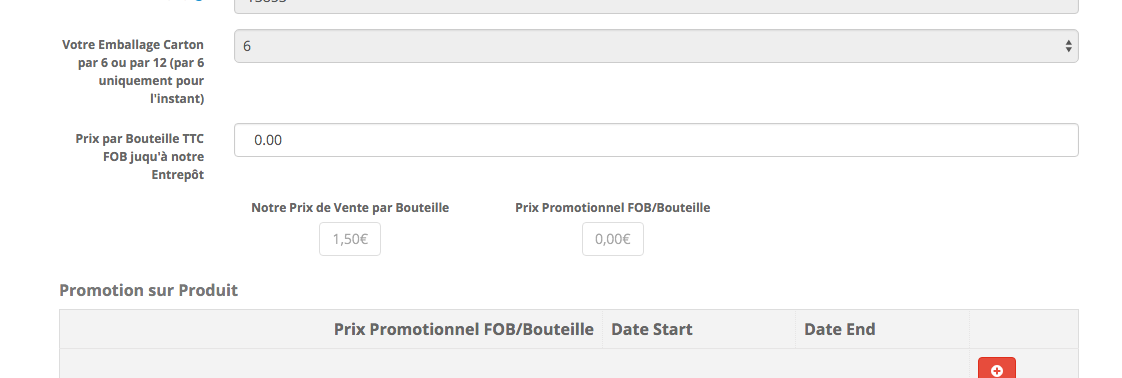 Votre Emballage Carton
par 6 ou par 12 (par 6
uniquement pour
l'instant)
6
Prix par Bouteille TTC
FOB juqu'à notre
Entrepôt
0.00
Notre Prix de Vente par Bouteille
Prix Promotionnel FOB/Bouteille
1,50€
0,00€
Promotion sur Produit
Prix Promotionnel FOB/Bouteille
Date Start
Date End